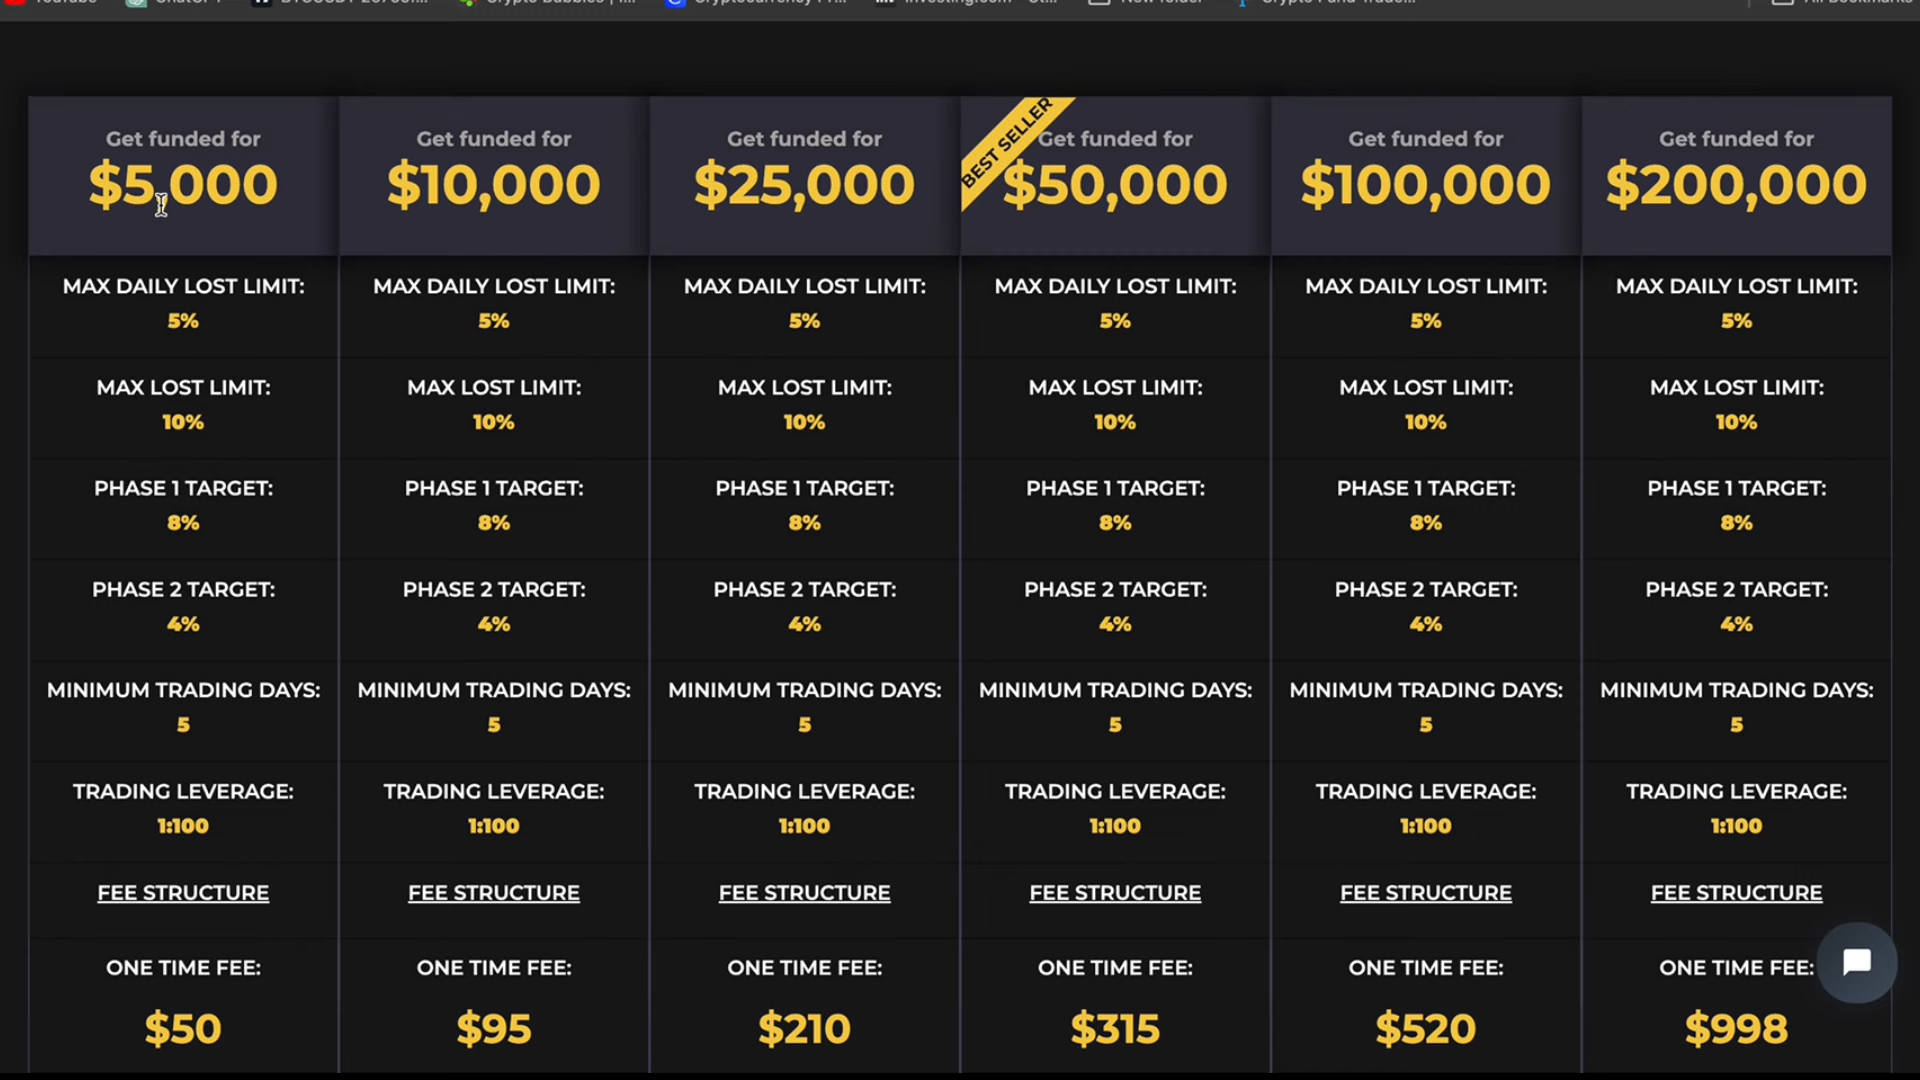 Get funded for
$5,000
MAX DAILY LOST LIMIT:
5%
MAX LOST LIMIT:
10%
PHASE 1 TARGET:
8%
PHASE 2 TARGET:
4%
MINIMUM TRADING DAYS:
5
TRADING LEVERAGE:
1:100
FEE STRUCTURE
ONE TIME FEE:
$50
Get funded for
$10,000
MAX DAILY LOST LIMIT:
5%
MAX LOST LIMIT:
10%
PHASE 1 TARGET:
8%
PHASE 2 TARGET:
4%
MINIMUM TRADING DAYS:
5
TRADING LEVERAGE:
1:100
FEE STRUCTURE
ONE TIME FEE:
$95
Get funded for
$25,000
MAX DAILY LOST LIMIT:
5%
MAX LOST LIMIT:
10%
PHASE 1 TARGET:
8%
PHASE 2 TARGET:
4%
MINIMUM TRADING DAYS:
5
TRADING LEVERAGE:
1:100
FEE STRUCTURE
ONE TIME FEE:
$210
BEST SELLER
Get funded for
$50,000
MAX DAILY LOST LIMIT:
5%
MAX LOST LIMIT:
10%
PHASE 1 TARGET:
8%
PHASE 2 TARGET:
4%
MINIMUM TRADING DAYS:
5
TRADING LEVERAGE:
1:100
FEE STRUCTURE
ONE TIME FEE:
$315
Get funded for
$100,000
MAX DAILY LOST LIMIT:
5%
MAX LOST LIMIT:
10%
PHASE 1 TARGET:
8%
PHASE 2 TARGET:
4%
MINIMUM TRADING DAYS:
5
TRADING LEVERAGE:
1:100
FEE STRUCTURE
ONE TIME FEE:
$520
Get funded for
$200,000
MAX DAILY LOST LIMIT:
5%
MAX LOST LIMIT:
10%
PHASE 1 TARGET:
8%
PHASE 2 TARGET:
4%
MINIMUM TRADING DAYS:
5
TRADING LEVERAGE:
1:100
FEE STRUCTURE
ONE TIME FEE:
$998